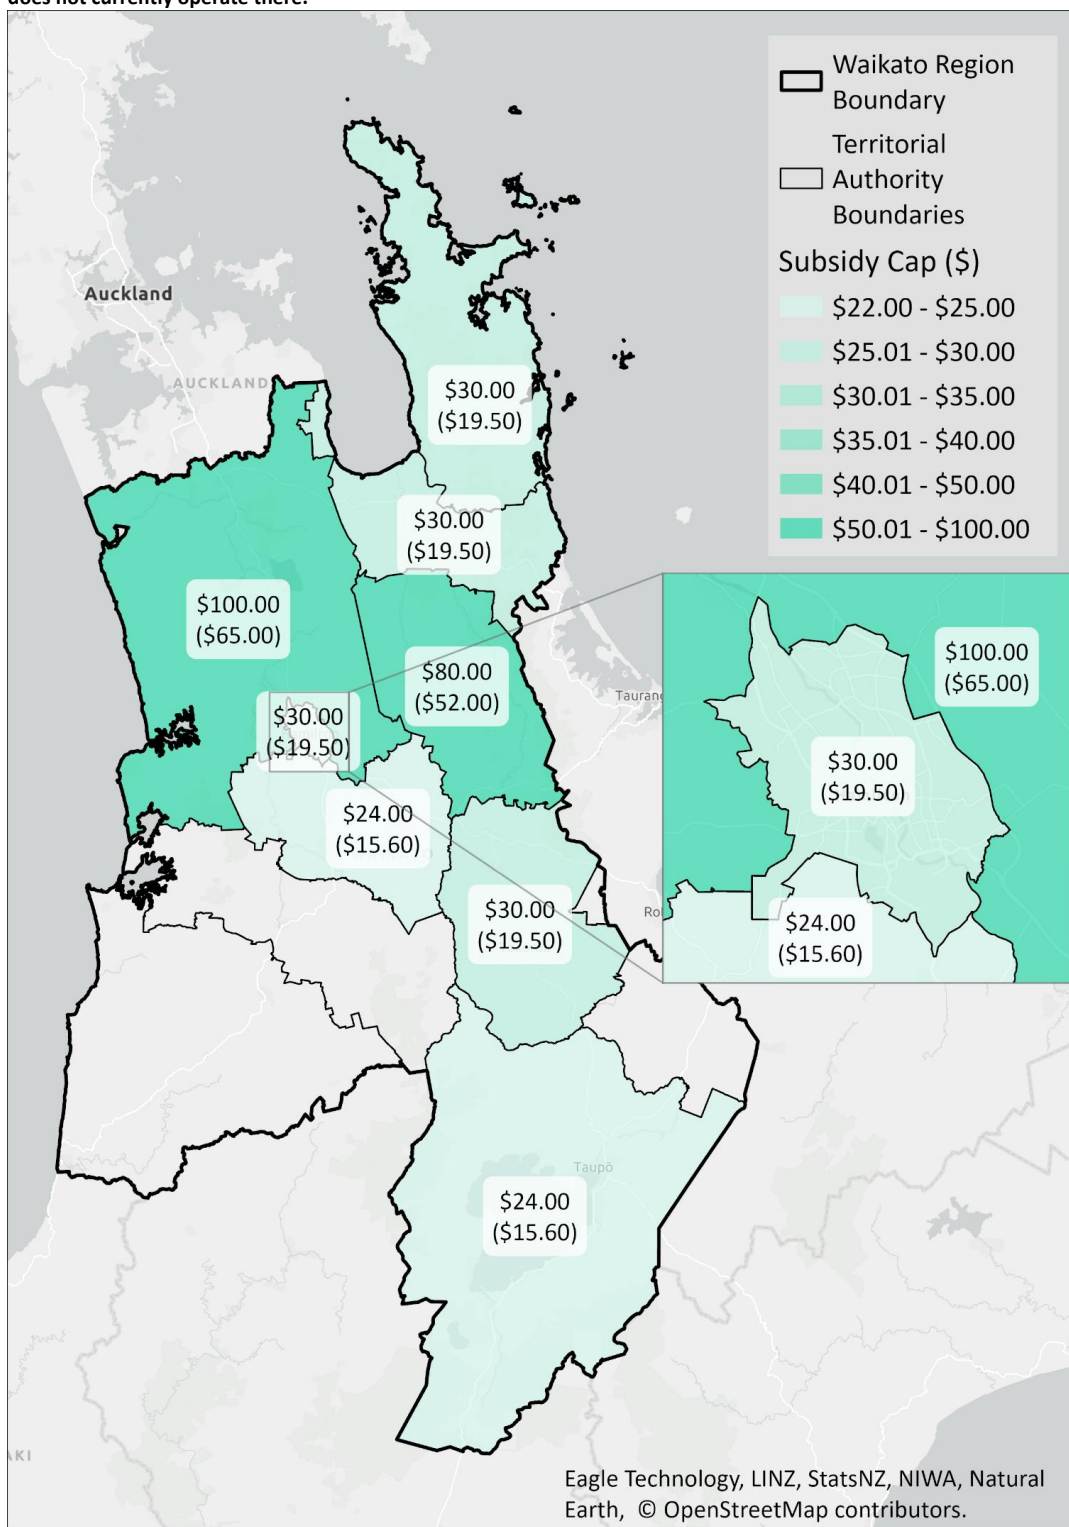 does not currently operate there.
Waikato Region
Boundary
Territorial
Authority
Boundaries
Subsidy Cap ($)
$22.00 - $25.00
$25.01 - $30.00
$30.01 - $35.00
$35.01 - $40.00
$40.01 - $50.00
$50.01 - $100.00
Auckland
AUCKLAND
$30.00
($19.50)
$30.00
($19.50)
$100.00
($65.00)
$80.00
($52.00)
Taurang
$30.00
($19.50)
$24.00
($15.60)
$30.00
($19.50)
Ro
$100.00
($65.00)
$30.00
($19.50)
$24.00
($15.60)
Taupō
$24.00
($15.60)
AKI
Eagle Technology, LINZ, StatsNZ, NIWA, Natural
Earth, © OpenStreetMap contributors.